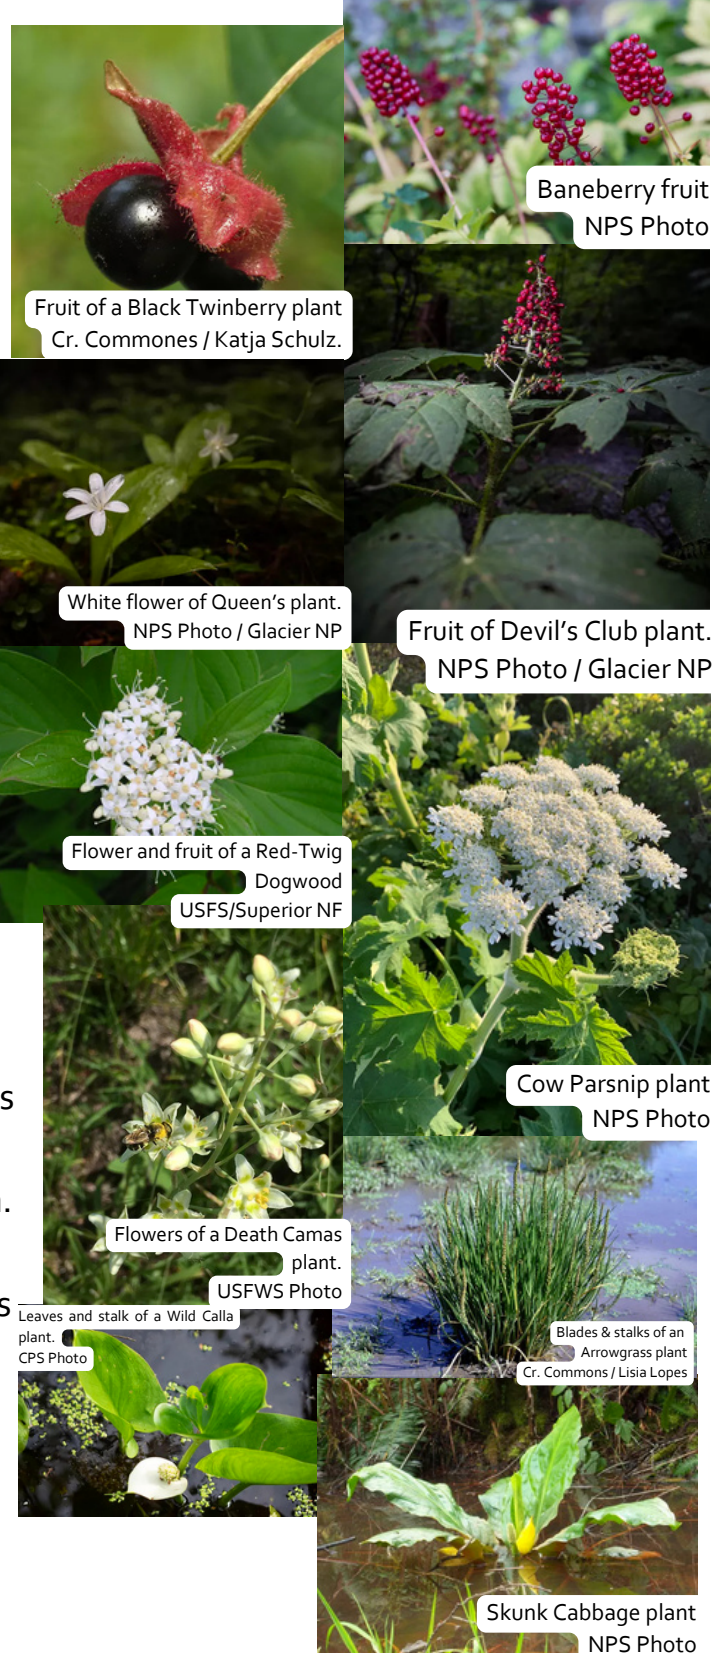 Baneberry fruit
NPS Photo
Fruit of a Black Twinberry plant
Cr. Commones / Katja Schulz.
White flower of Queen's plant.
NPS Photo / Glacier NP
Fruit of Devil's Club plant.
NPS Photo / Glacier NP
Flower and fruit of a Red-Twig
Dogwood
USFS/Superior NF
Cow Parsnip plant
NPS Photo
s
.
s
Flowers of a Death Camas
plant.
USFWS Photo
Leaves and stalk of a Wild Calla
plant.
CPS Photo
Blades & stalks of an
Arrowgrass plant
Cr. Commons / Lisia Lopes
Skunk Cabbage plant
NPS Photo